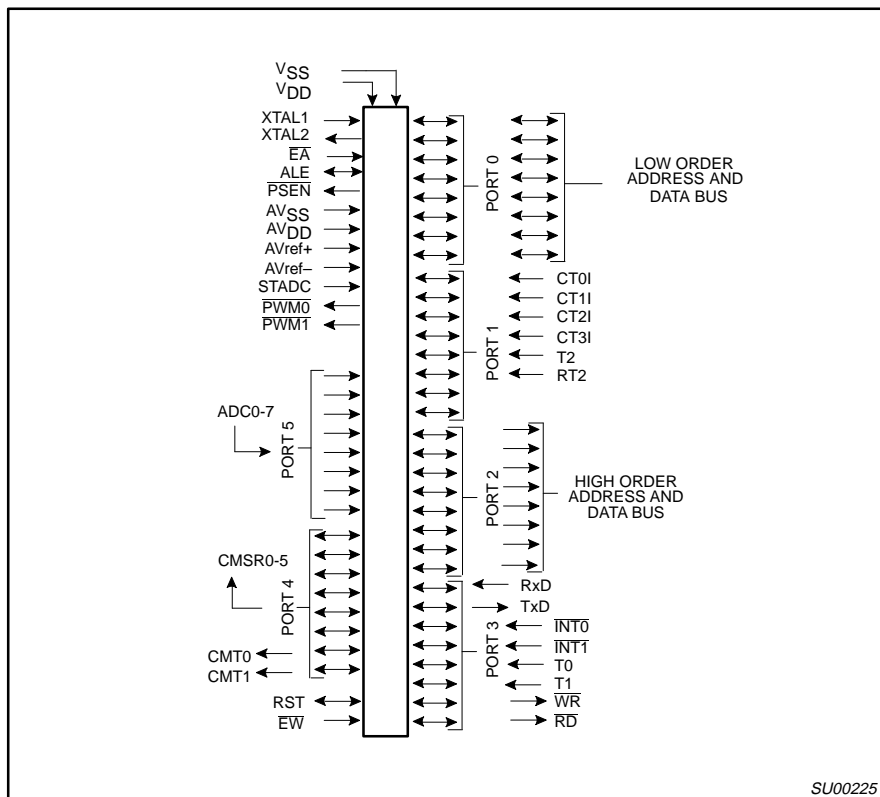 VSS
VDD
XTAL1
XTAL2
EA
ALE
PSEN
AVSS
AVDD
AVref+
AVref–
STADC
PWM0
PWM1
ADC0-7
PORT 5
CMSR0-5
PORT 4
CMT0
CMT1
RST
EW
PORT 0
LOW ORDER
ADDRESS AND
DATA BUS
PORT 1
CT0I
CT1I
CT2I
CT3I
T2
RT2
PORT 2
HIGH ORDER
ADDRESS AND
DATA BUS
PORT 3
RxD
TxD
INT0
INT1
T0
T1
WR
RD
SU00225